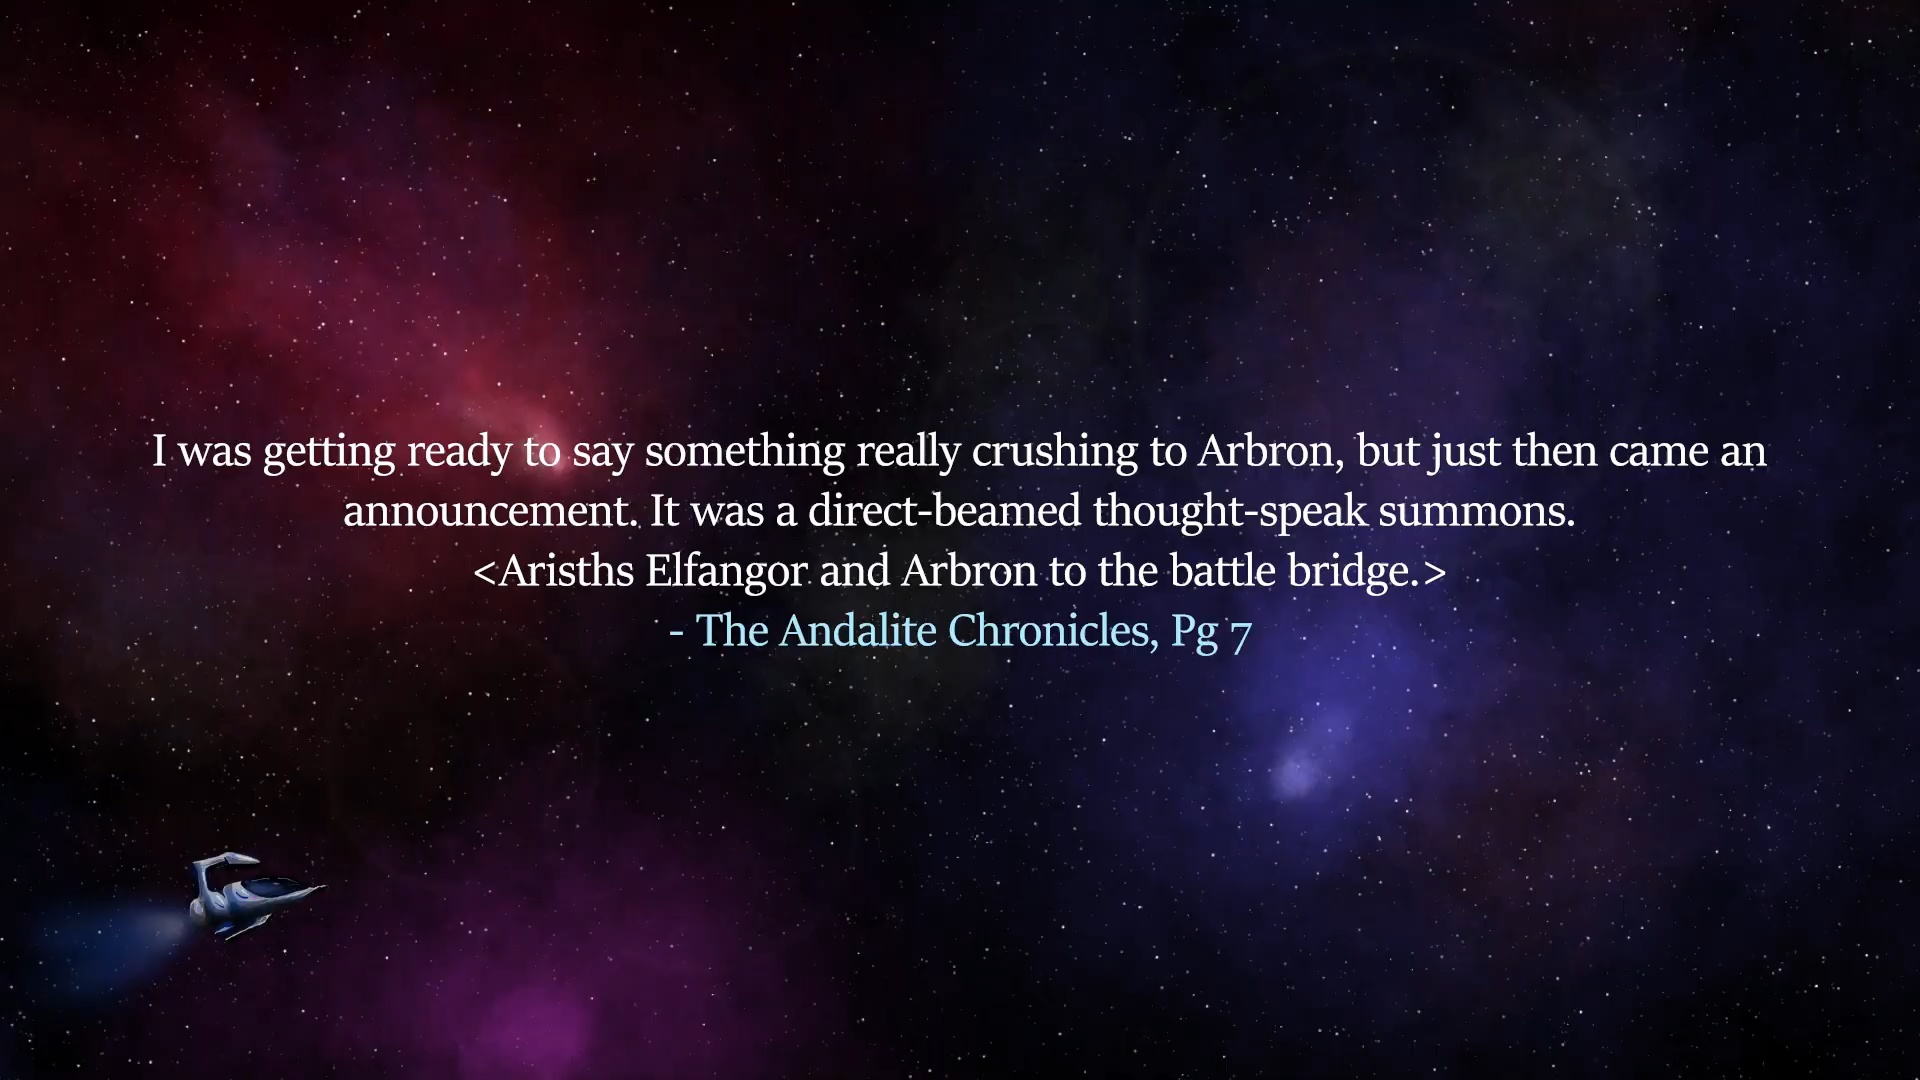 I was getting ready to say something really crushing to Arbron, but just then came an
announcement. It was a direct-beamed thought-speak summons.
<Arisths Elfangor and Arbron to the battle bridge.>
- The Andalite Chronicles, Pg 7